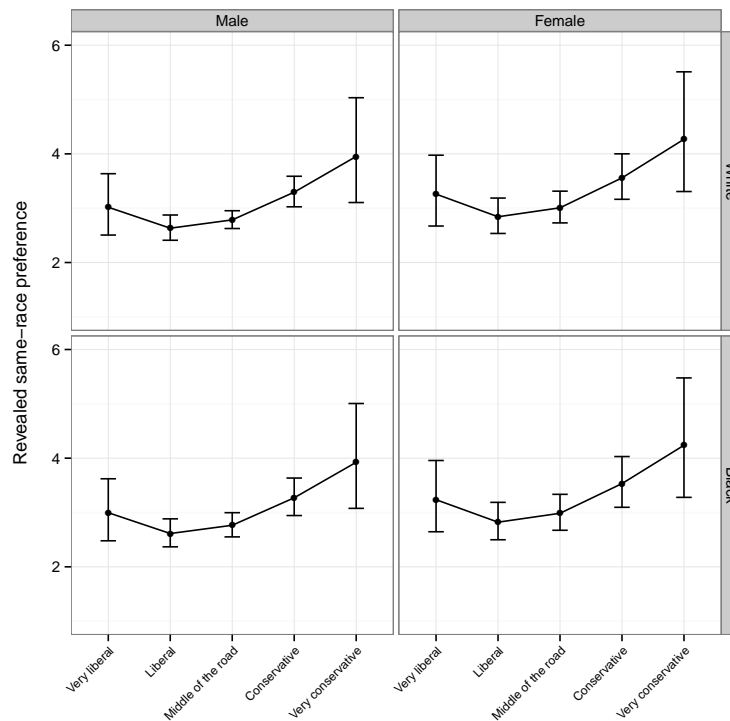 Male
Female
6
4
2
6
4
2
Revealed same−race preference
Very liberal
Liberal
Middle of the road
Conservative
Very conservative
Very liberal
Liberal
Middle of the road
Conservative
Very conservative